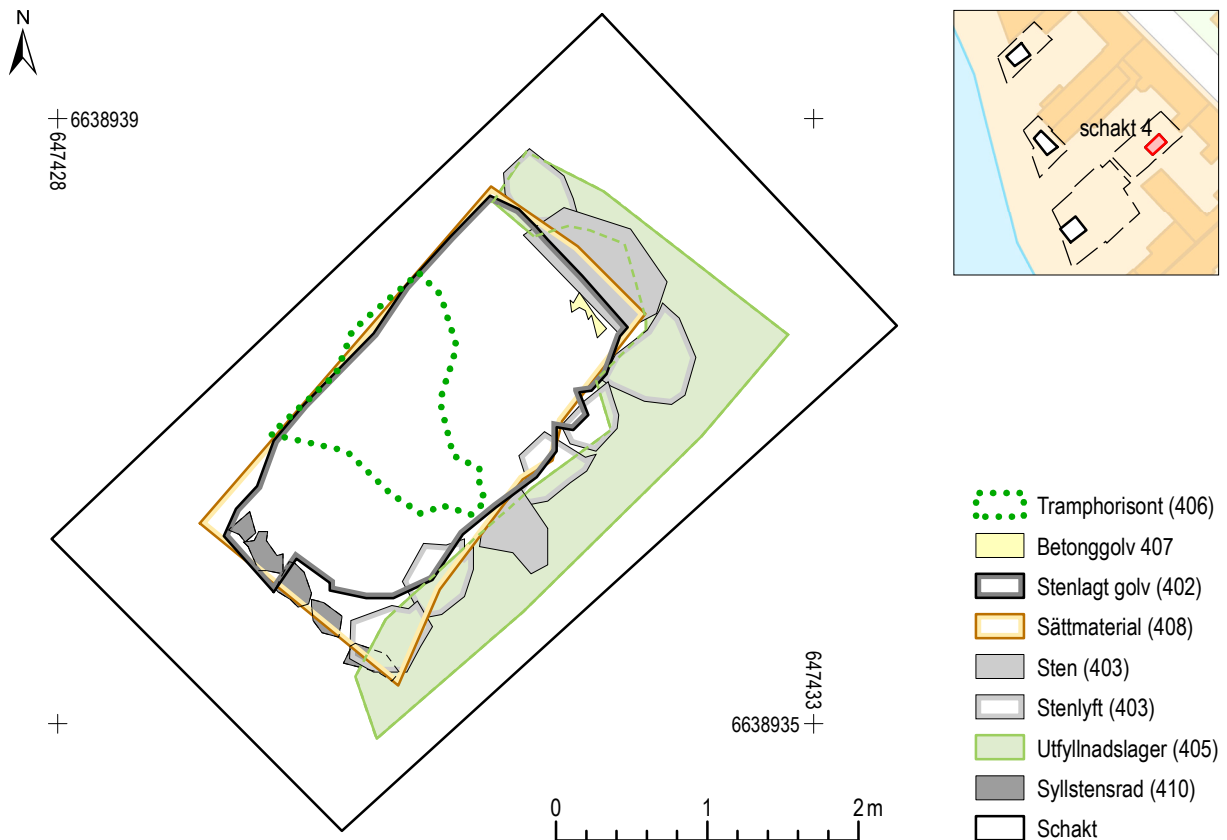 N
6638939
647428
schakt 4
647433
6638935
0 1 2 m
Tramphorisont (406)
Betonggolv 407
Stenlagt golv (402)
Sättmaterial (408)
Sten (403)
Stenlyft (403)
Utfyllnadslager (405)
Syllstensrad (410)
Schakt